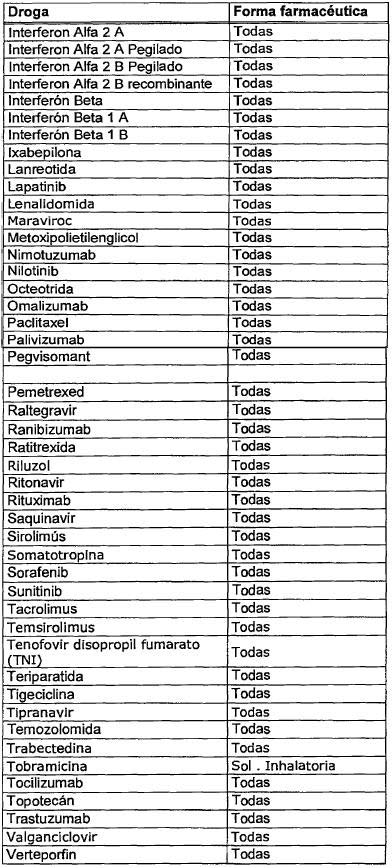 Droga Forma farmacéutica
Interferon Alfa 2 A Todas
Interferon Alfa 2 A Pegilado Todas
Interferon Alfa 2 B Pegilado Todas
Interferon Alfa 2 B recombinante Todas
Interferón Beta Todas
Interferón Beta 1 A Todas
Interferón Beta 1 B Todas
Ixabepilona Todas
Lanreotida Todas
Lapatinib Todas
Lenalidomida Todas
Maraviroc Todas
Metoxipolietilenglicol Todas
Nimotuzumab Todas
Nilotinib Todas
Octeotrida Todas
Omalizumab Todas
Paclitaxel Todas
Palivizumab Todas
Pegvisomant Todas
Pemetrexed Todas
Raltegravir Todas
Ranibizumab Todas
Ratitrexida Todas
Riluzol Todas
Ritonavir Todas
Rituximab Todas
Saquinavir Todas
Sirolimús Todas
Somatotropina Todas
Sorafenib Todas
Sunitinib Todas
Tacrolimus Todas
Temsirolimus Todas
Tenofovir disopropil fumarato
(TNI) Todas
Teriparatida Todas
Tigeciclina Todas
Tipranavir Todas
Temozolomida Todas
Trabectedina Todas
Tobramicina Sol . Inhalatoria
Tocilizumab Todas
Topotecán Todas
Trastuzumab Todas
Valganciclovir Todas
Verteporfin Todas